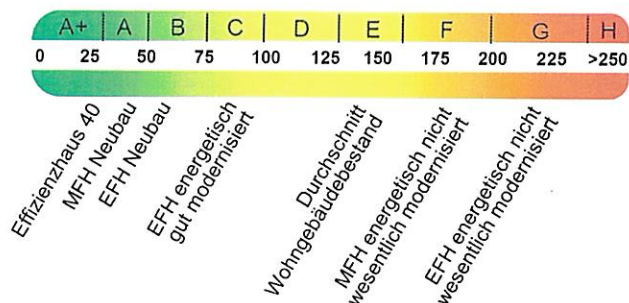 A+ A B C D E F G H
0 25 50 75 100 125 150 175 200 225 >250
Effizienzhaus 40
MFH Neubau
EFH Neubau
EFH energetisch
gut modernisiert
Durchschnitt
Wohngebäudebestand
MFH energetisch nicht
wesentlich modernisiert
EFH energetisch nicht
wesentlich modernisiert